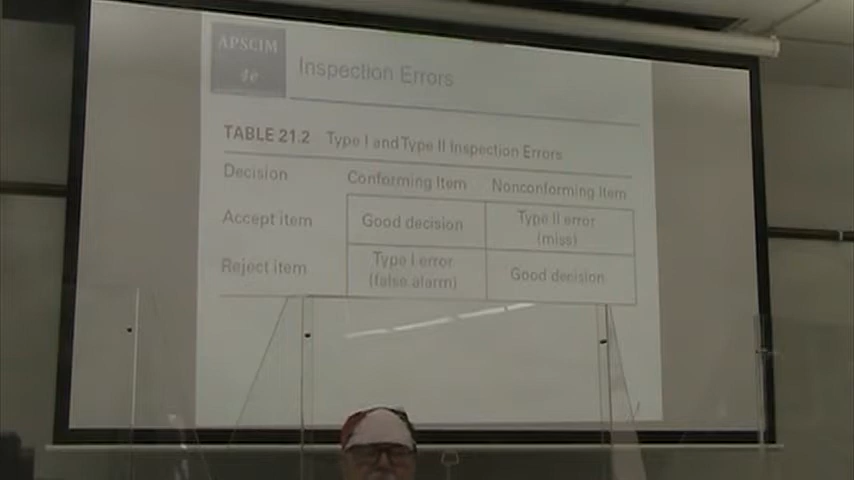 APSCIM
4e
Inspection Errors
TABLE 21.2 Type I and Type II Inspection Errors
Decision Conforming Item Nonconforming Item
Accept item Good decision Type II error (miss)
Reject item Type I error (false alarm) Good decision